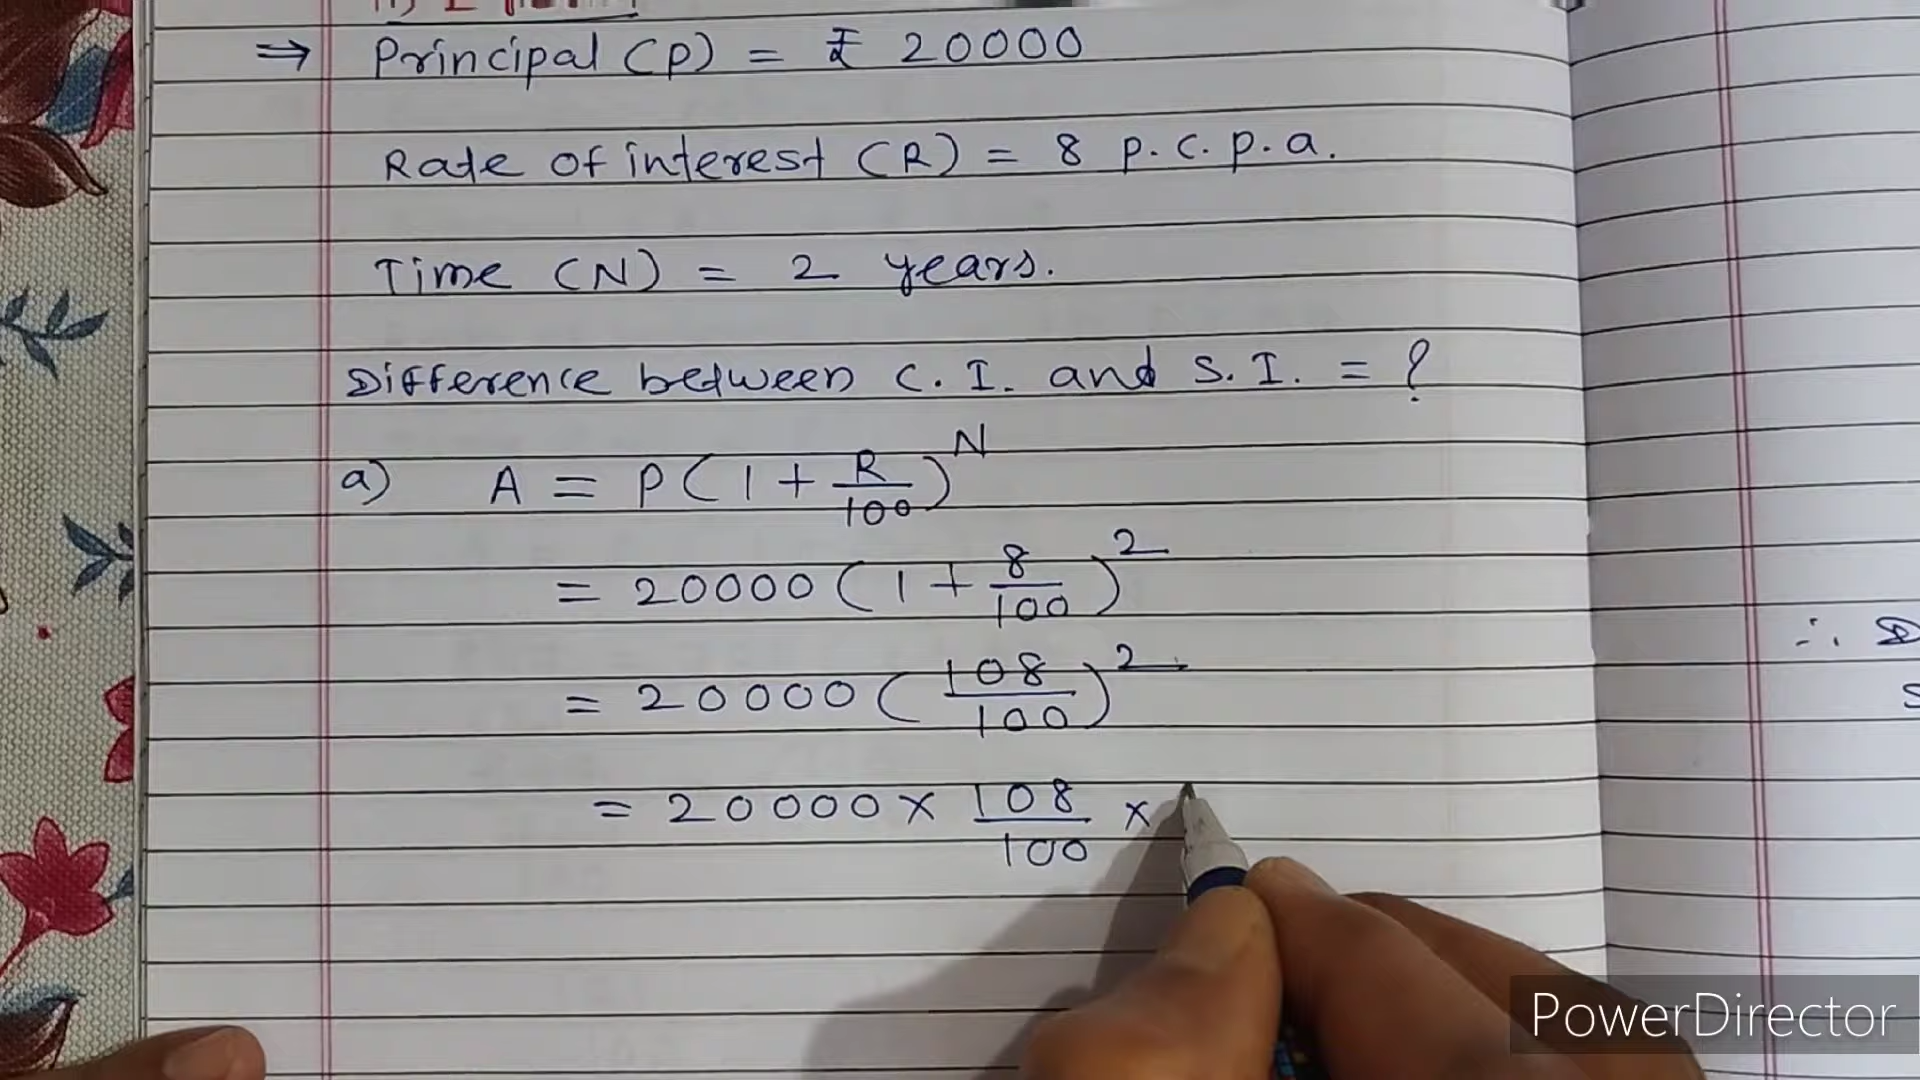 ⇒ Principal (P) = ₹ 20000
Rate of interest (R) = 8 p.c.p.a.
Time (N) = 2 years.
Difference between C.I. and S.I. = ?
a) A = P(1 + R/100)^N
= 20000(1 + 8/100)^2
= 20000(108/100)^2
= 20000 × 108/100 ×
∴ D
S
PowerDirector